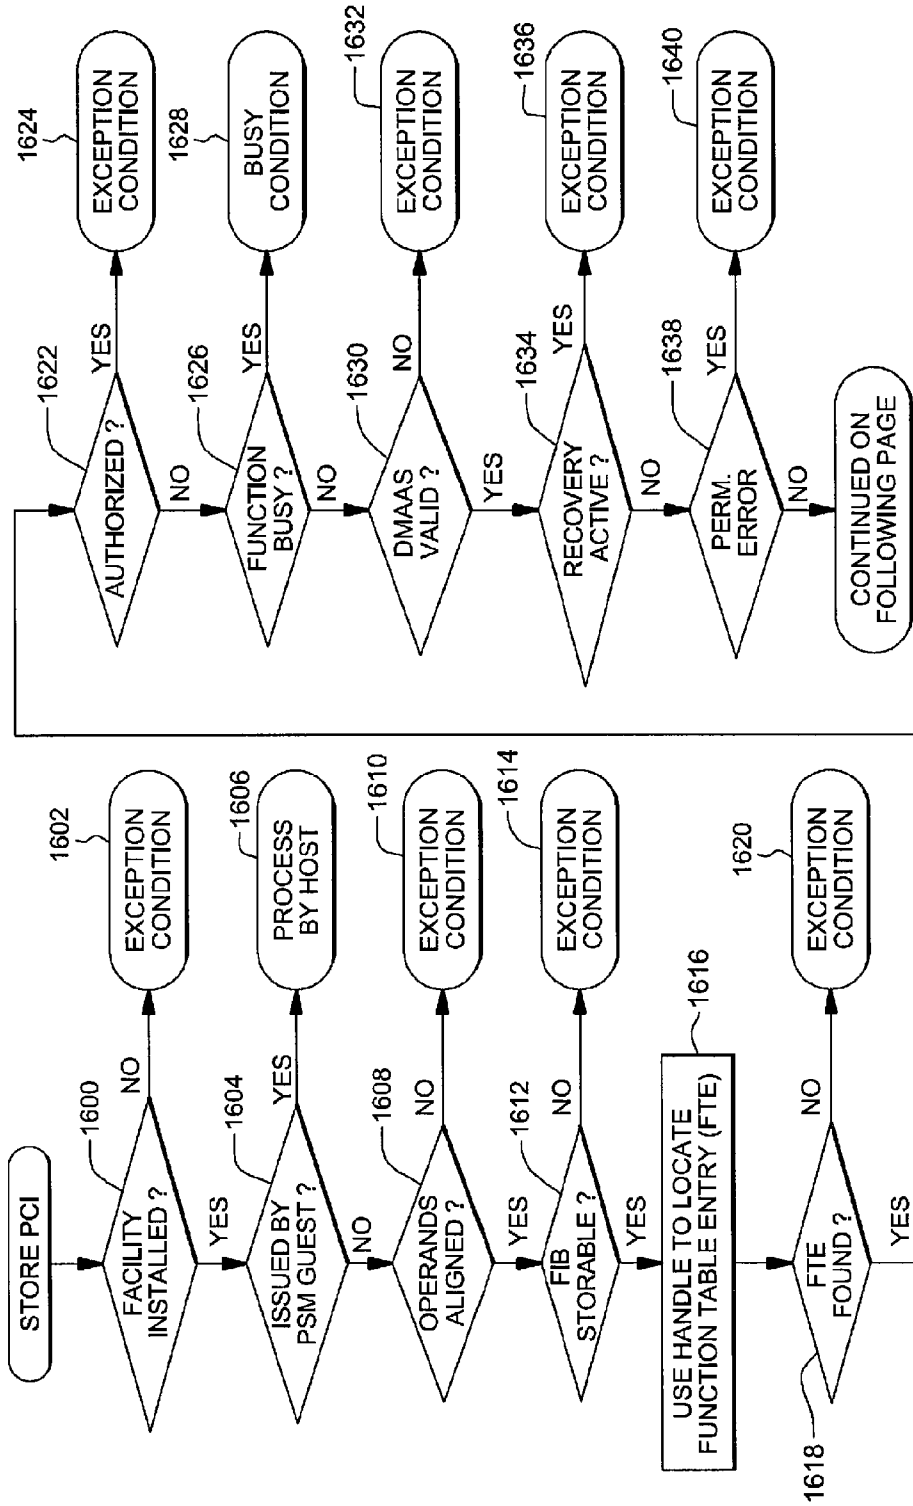 STORE PCI
1600
FACILITY
INSTALLED ?
NO
1602
EXCEPTION
CONDITION
YES
1604
ISSUED BY
PSM GUEST ?
YES
1606
PROCESS
BY HOST
NO
1608
OPERANDS
ALIGNED ?
NO
1610
EXCEPTION
CONDITION
YES
1612
FIB
STORABLE ?
NO
1614
EXCEPTION
CONDITION
YES
1616
USE HANDLE TO LOCATE
FUNCTION TABLE ENTRY (FTE)
1618
FTE
FOUND ?
NO
1620
EXCEPTION
CONDITION
YES
1622
AUTHORIZED ?
YES
1624
EXCEPTION
CONDITION
NO
1626
FUNCTION
BUSY ?
YES
1628
BUSY
CONDITION
NO
1630
DMAAS
VALID ?
NO
1632
EXCEPTION
CONDITION
YES
1634
RECOVERY
ACTIVE ?
YES
1636
EXCEPTION
CONDITION
NO
1638
PERM.
ERROR
YES
1640
EXCEPTION
CONDITION
NO
CONTINUED ON
FOLLOWING PAGE